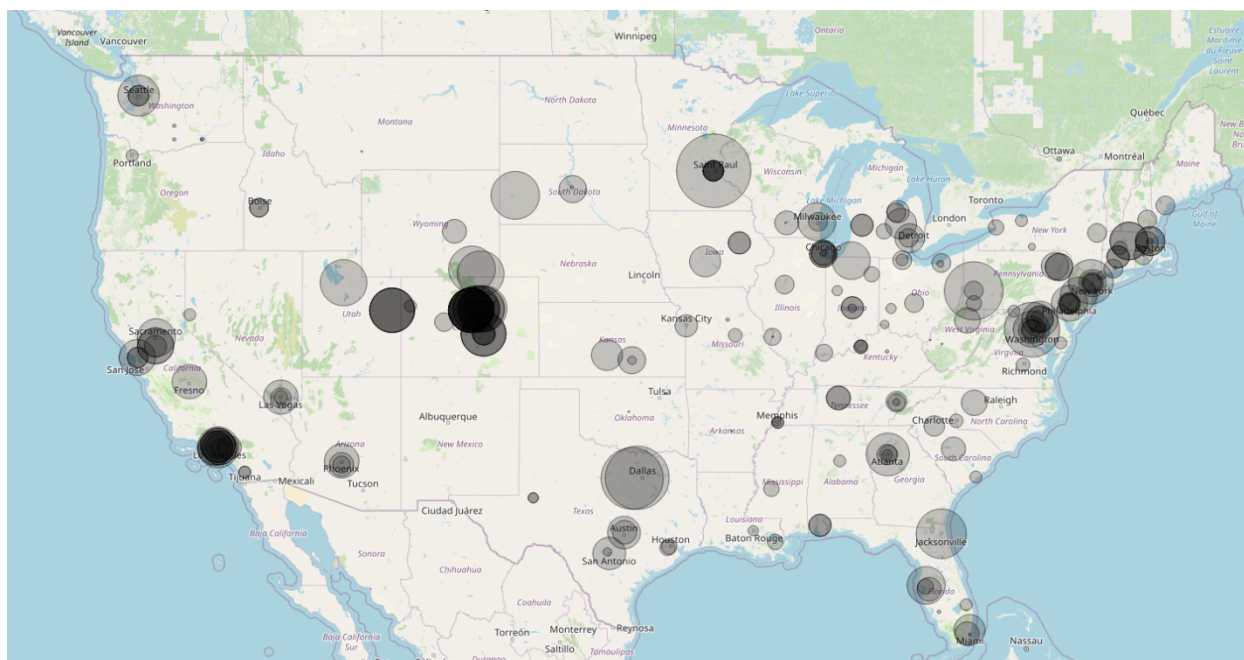 Winnipeg
Ontario
Vancouver
Island
Vancouver
Estuaire
Maritime
du Fleuve
Saint
Laurent
Seattle
Washington
North Dakota
Lake Superior
Québec
Montana
Minnesota
Ottawa
Montréal
Maine
Portland
Idaho
Saint Paul
Wisconsin
Michigan
Lake Huron
Oregon
Boise
South Dakota
Lake Michigan
Toronto
Gulf of
Maine
Wyoming
Milwaukee
London
Detroit
New York
Boston
Chicago
Iowa
Nebraska
Lincoln
Pennsylvania
New York
Utah
Illinois
Indiana
Ohio
Philadelphia
Sacramento
Nevada
Kansas City
West Virginia
Washington
Kansas
Missouri
Kentucky
Virginia
San José
California
Richmond
Fresno
Las Vegas
Tulsa
Tennessee
Raleigh
Albuquerque
Oklahoma
Memphis
Charlotte
North Carolina
Arizona
New Mexico
Arkansas
Los Angeles
South Carolina
Phoenix
Atlanta
Tijuana
Mexicali
Tucson
Dallas
Mississippi
Alabama
Georgia
Ciudad Juárez
Texas
Louisiana
Austin
Houston
Baton Rouge
Baja California
Sonora
Jacksonville
San Antonio
Chihuahua
Florida
Coahuila
Baja
California
Sur
Torreón
Monterrey
Reynosa
Saltillo
Miami
Nassau
Tamaulipas